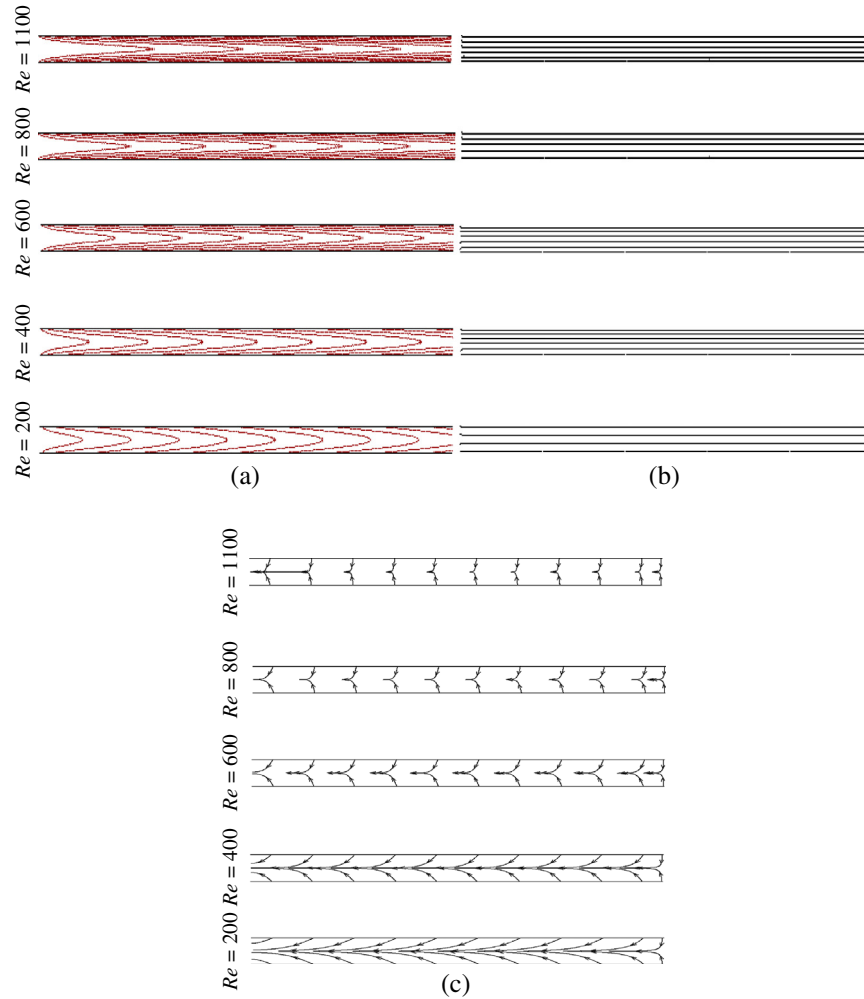 Re = 1100
Re = 800
Re = 600
Re = 400
Re = 200
(a)
(b)
Re = 1100
Re = 800
Re = 600
Re = 400
Re = 200
(c)